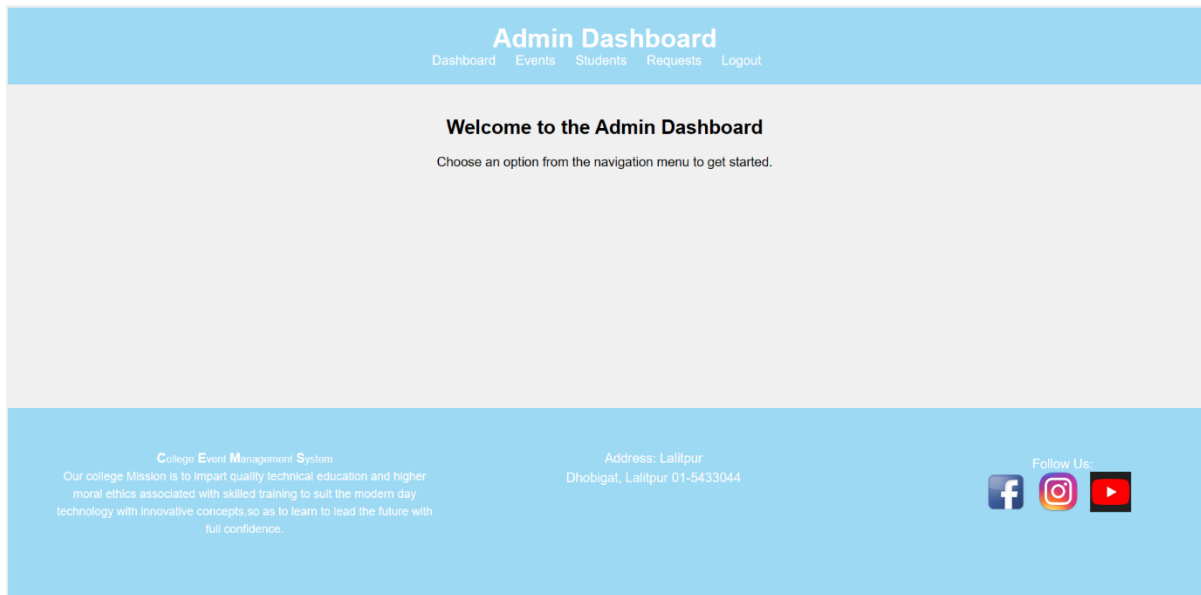 Admin Dashboard
Dashboard Events Students Requests Logout
Welcome to the Admin Dashboard
Choose an option from the navigation menu to get started.
College Event Management System
Our college Mission is to impart quality technical education and higher
moral ethics associated with skilled training to suit the modern day
technology with innovative concepts,so as to learn to lead the future with
full confidence.
Address: Lalitpur
Dhobigat, Lalitpur 01-5433044
Follow Us: